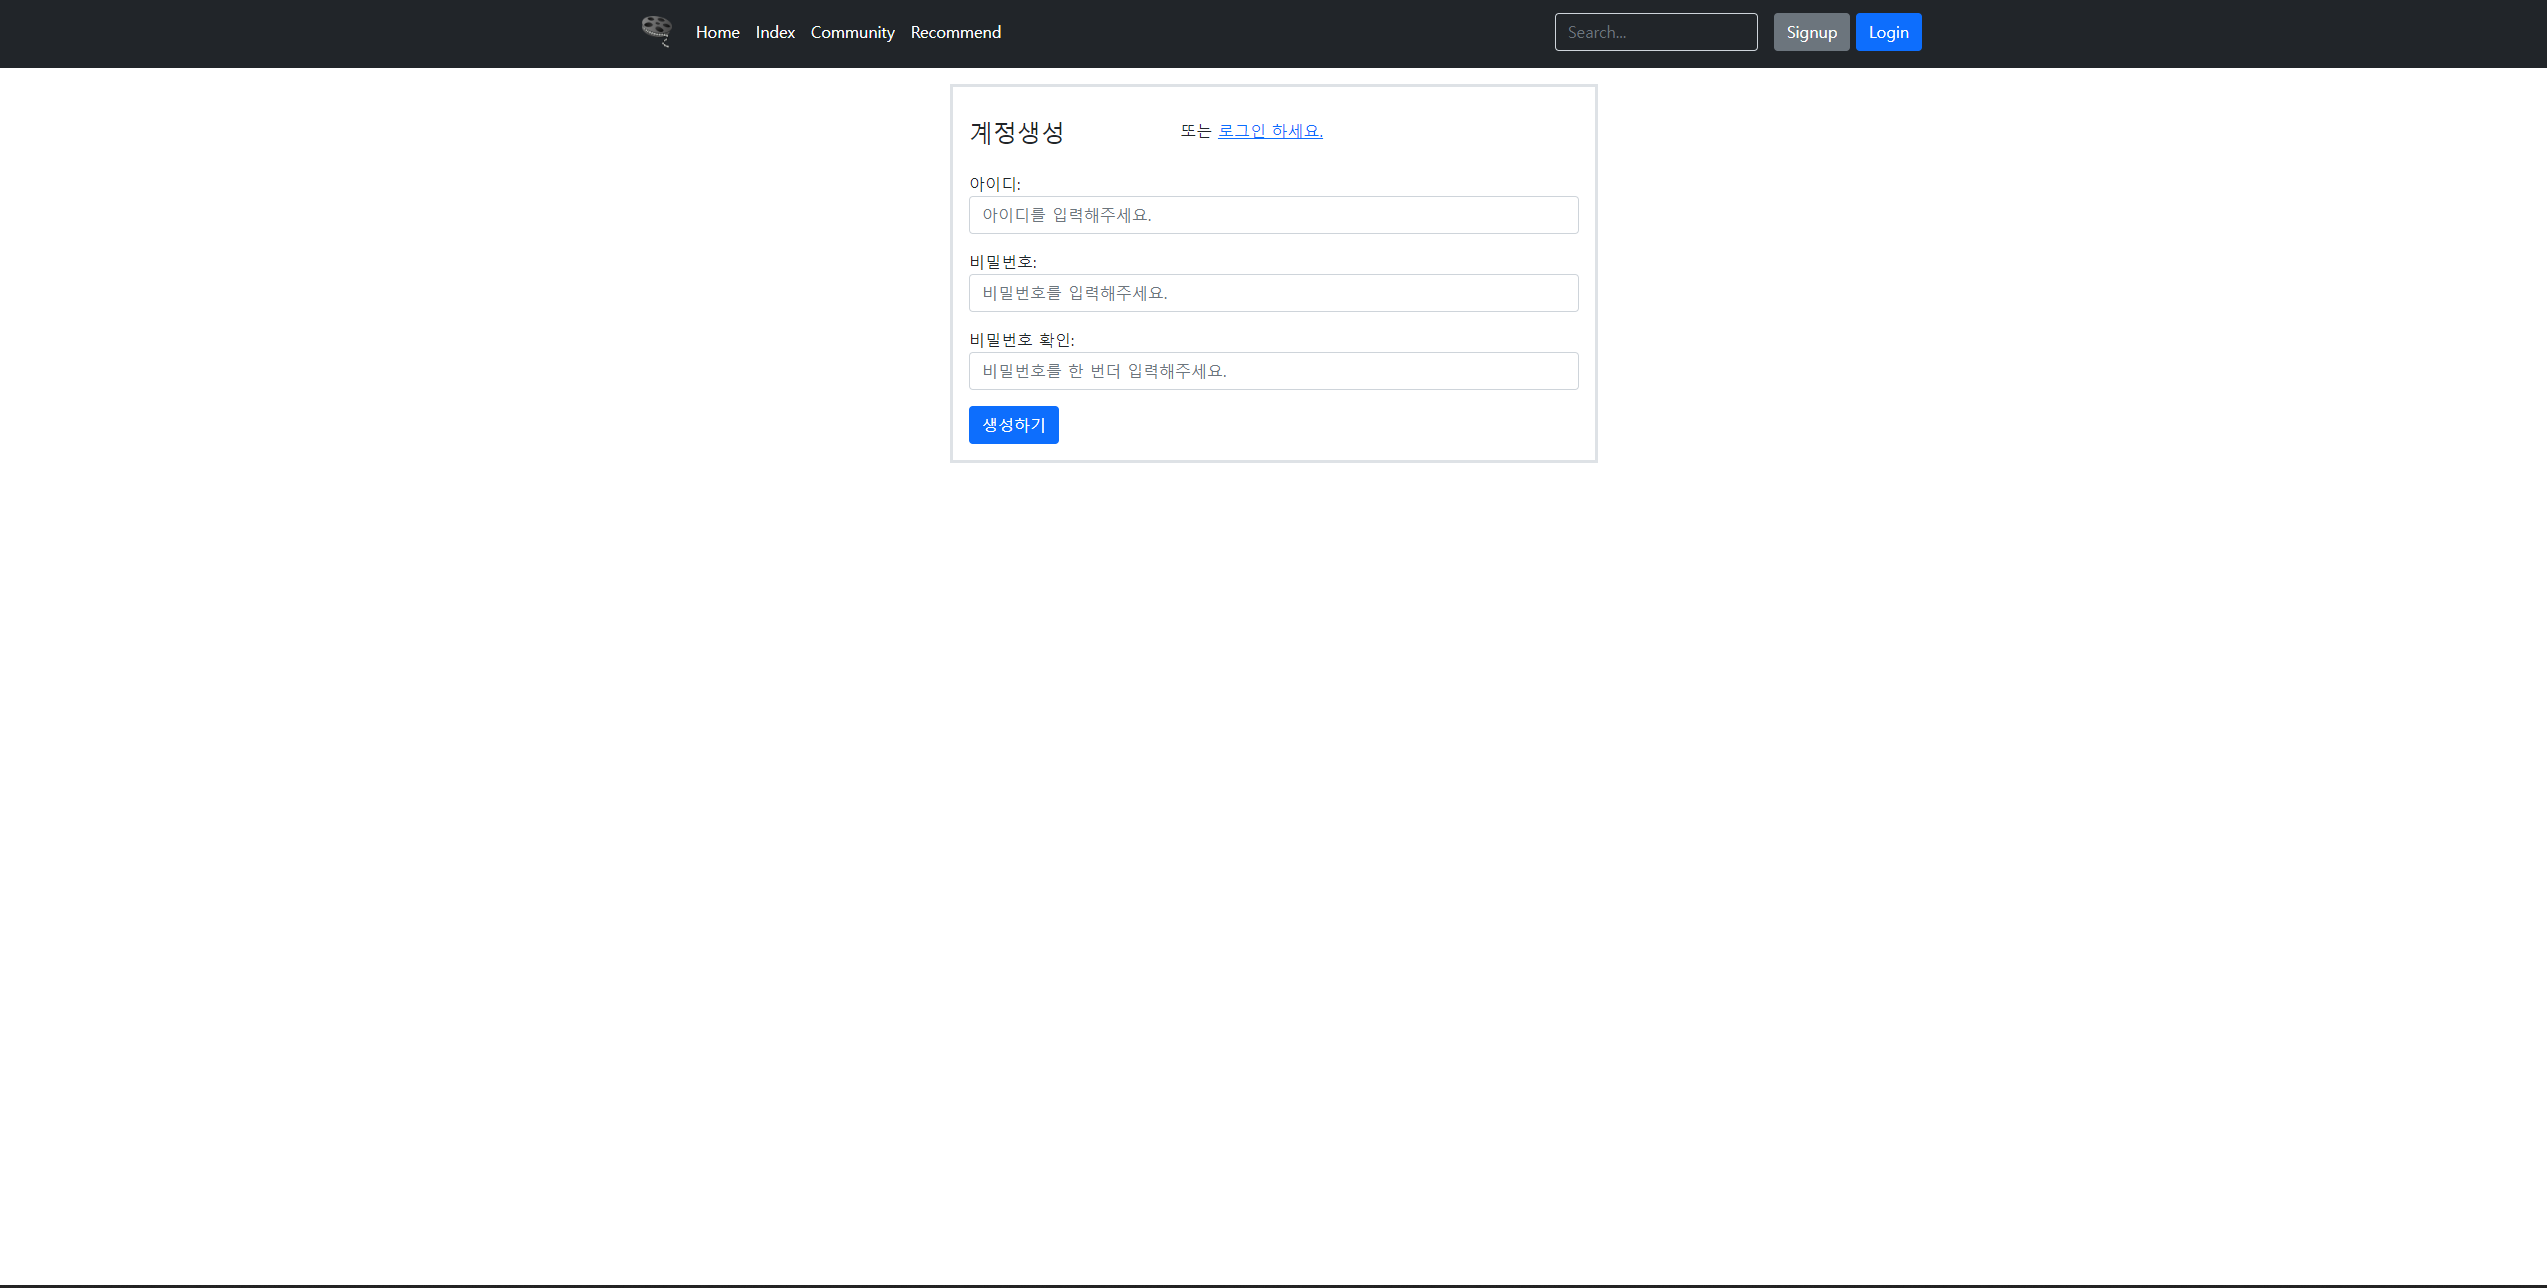 Home Index Community Recommend Search... Signup Login
계정생성 또는 로그인 하세요.
아이디:
아이디를 입력해주세요.
비밀번호:
비밀번호를 입력해주세요.
비밀번호 확인:
비밀번호를 한 번더 입력해주세요.
생성하기